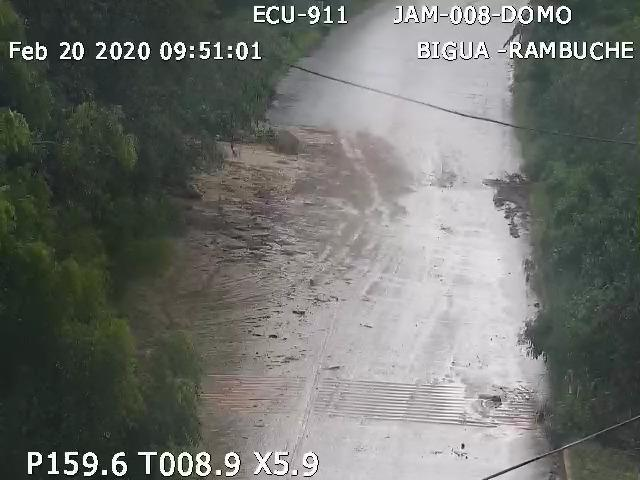 ECU-911 JAM-008-DOMO
Feb 20 2020 09:51:01 BIGUA -RAMBUCHE
P159.6 T008.9 X5.9